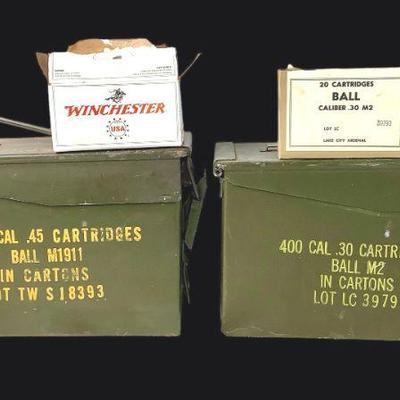 WINCHESTER
USA
20 CARTRIDGES
BALL
CALIBER .30 M2
LOT LC
LAKE CITY ARSENAL
CAL .45 CARTRIDGES
BALL M1911
IN CARTONS
OT TW S 18393
400 CAL .30 CARTR
BALL M2
IN CARTONS
LOT LC 3979